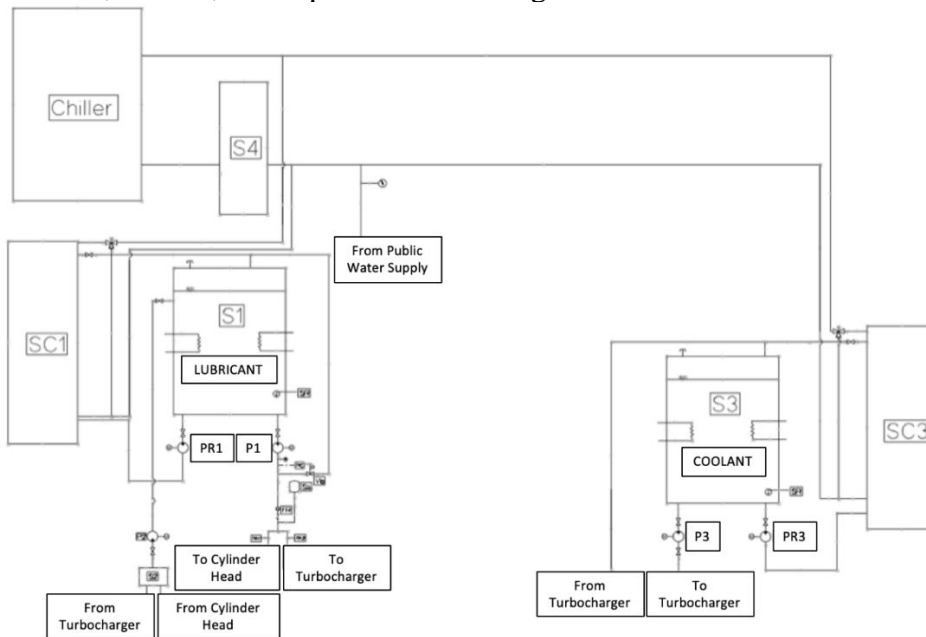 Chiller
S4
From Public
Water Supply
SC1
S1
LUBRICANT
PR1
P1
P2
To Cylinder
Head
To
Turbocharger
From
Turbocharger
From Cylinder
Head
SC3
S3
COOLANT
P3
PR3
From
Turbocharger
To
Turbocharger